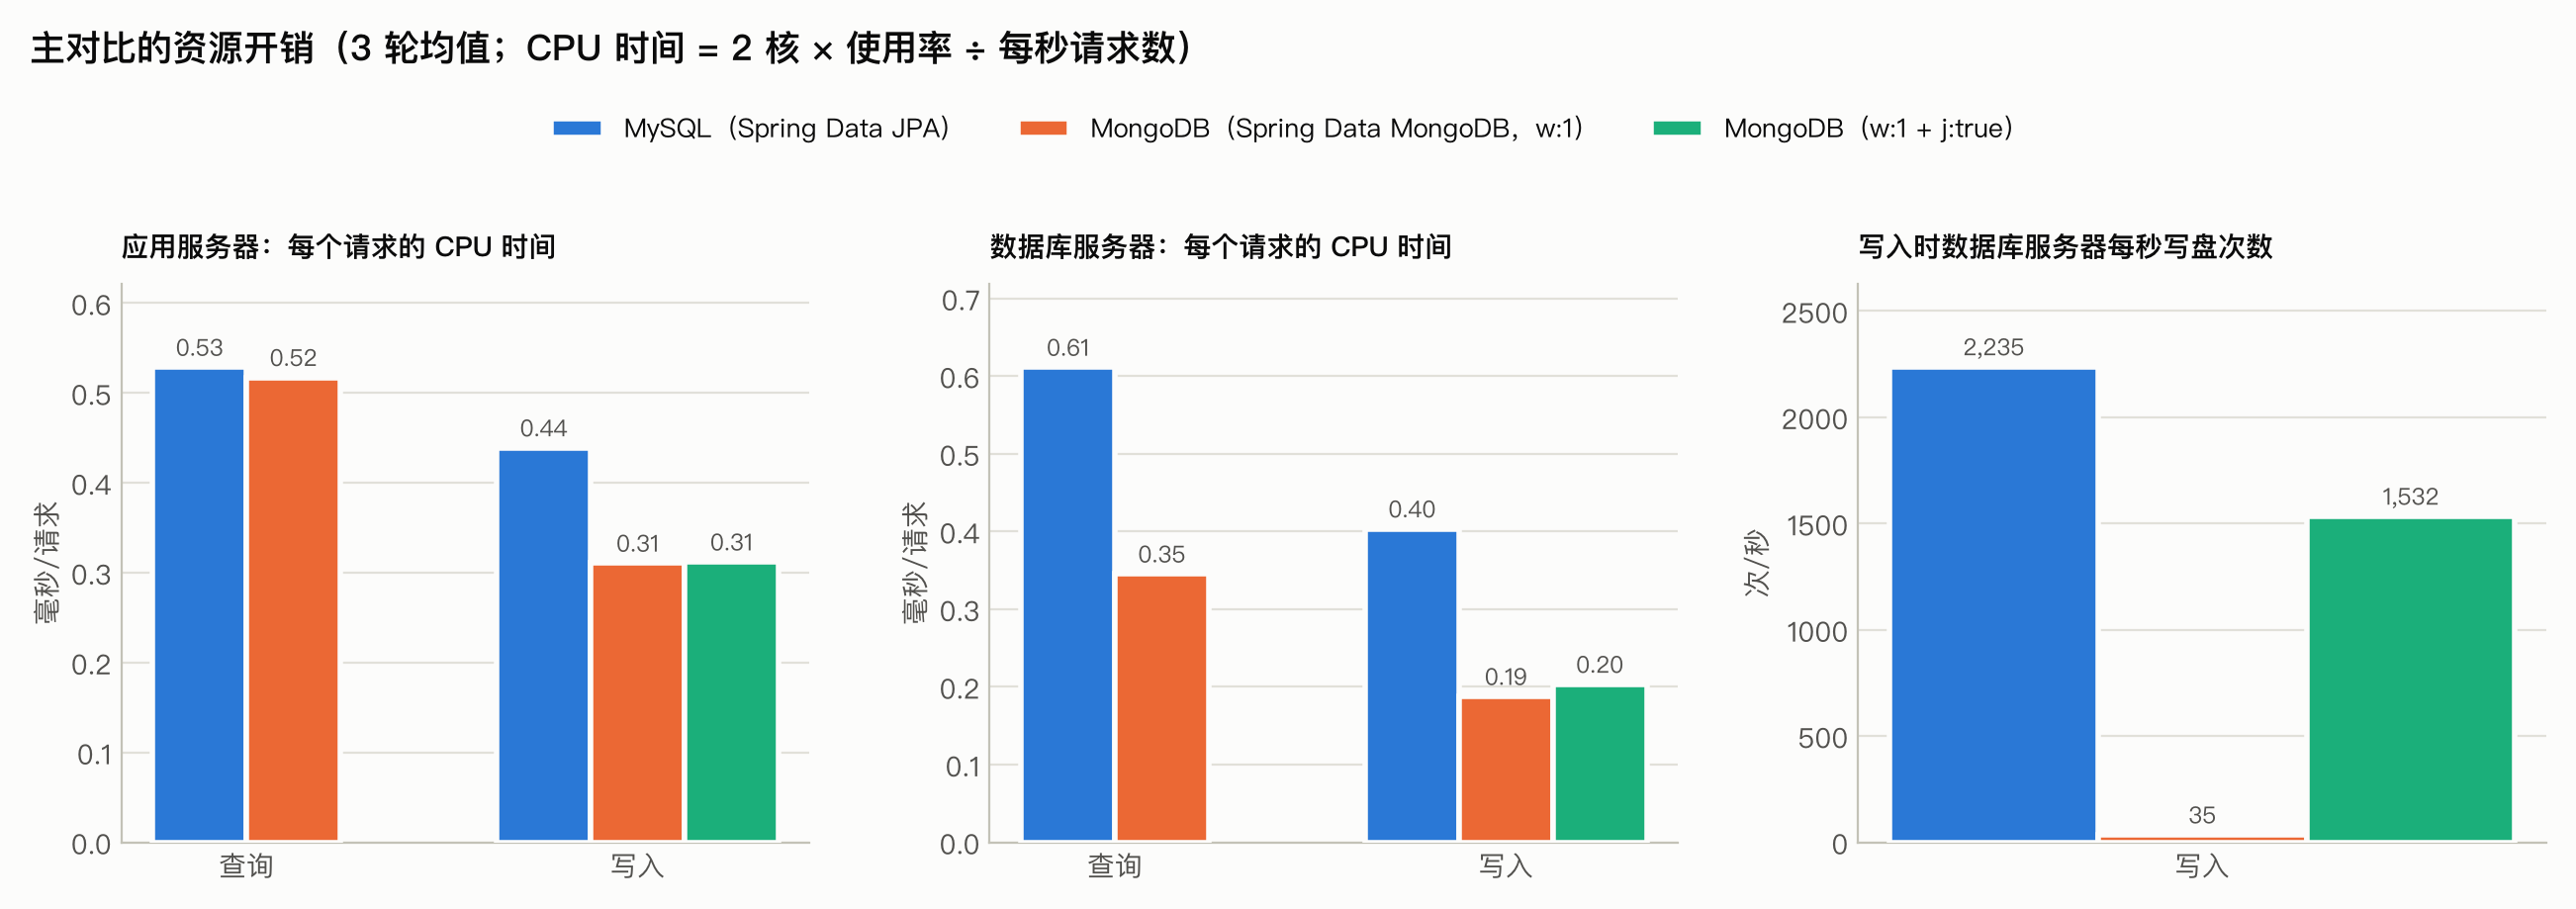 主对比的资源开销（3 轮均值；CPU 时间 = 2 核 × 使用率 ÷ 每秒请求数）
MySQL（Spring Data JPA）
MongoDB（Spring Data MongoDB，w:1）
MongoDB（w:1 + j:true）
应用服务器：每个请求的 CPU 时间
毫秒/请求
0.6
0.5
0.4
0.3
0.2
0.1
0.0
0.53
0.52
0.44
0.31
0.31
查询
写入
数据库服务器：每个请求的 CPU 时间
毫秒/请求
0.7
0.6
0.5
0.4
0.3
0.2
0.1
0.0
0.61
0.35
0.40
0.19
0.20
查询
写入
写入时数据库服务器每秒写盘次数
次/秒
2500
2000
1500
1000
500
0
2,235
35
1,532
写入